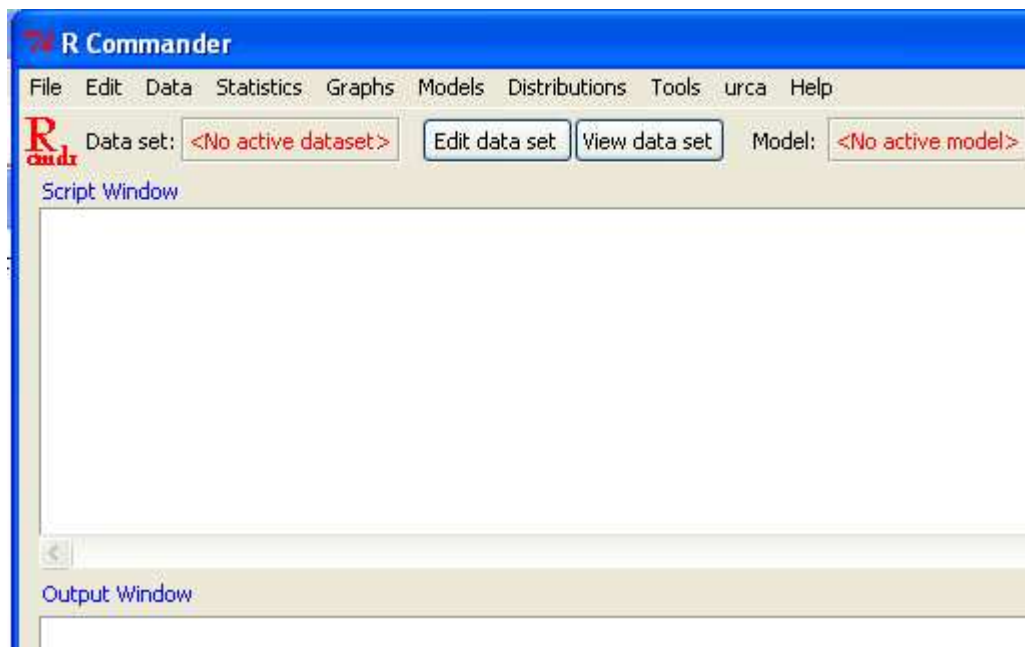 R Commander
File Edit Data Statistics Graphs Models Distributions Tools urca Help
R cmdr Data set: <No active dataset> Edit data set View data set Model: <No active model>
Script Window
Output Window